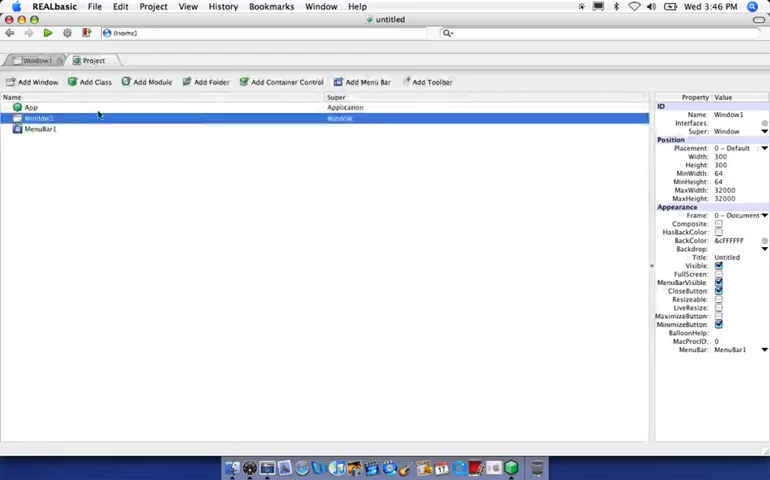 REALbasic File Edit Project View History Bookmarks Window Help Wed 3:46 PM
untitled
Window1 Project
Add Window Add Class Add Module Add Folder Add Container Control Add Menu Bar Add Toolbar
Name Super
App Application
Window1 Window
MenuBar1
Property Value
ID
Name: Window1
Interfaces:
Super: Window
Position
Placement: 0 - Default
Width: 300
Height: 300
MinWidth: 64
MinHeight: 64
MaxWidth: 32000
MaxHeight: 32000
Appearance
Frame: 0 - Document
Composite:
HasBackColor:
BackColor: &cFFFFFF
Backdrop:
Title: Untitled
Visible:
FullScreen:
MenuBarVisible:
CloseButton:
Resizeable:
LiveResize:
MaximizeButton:
MinimizeButton:
BalloonHelp:
MacProcID: 0
MenuBar: MenuBar1
17